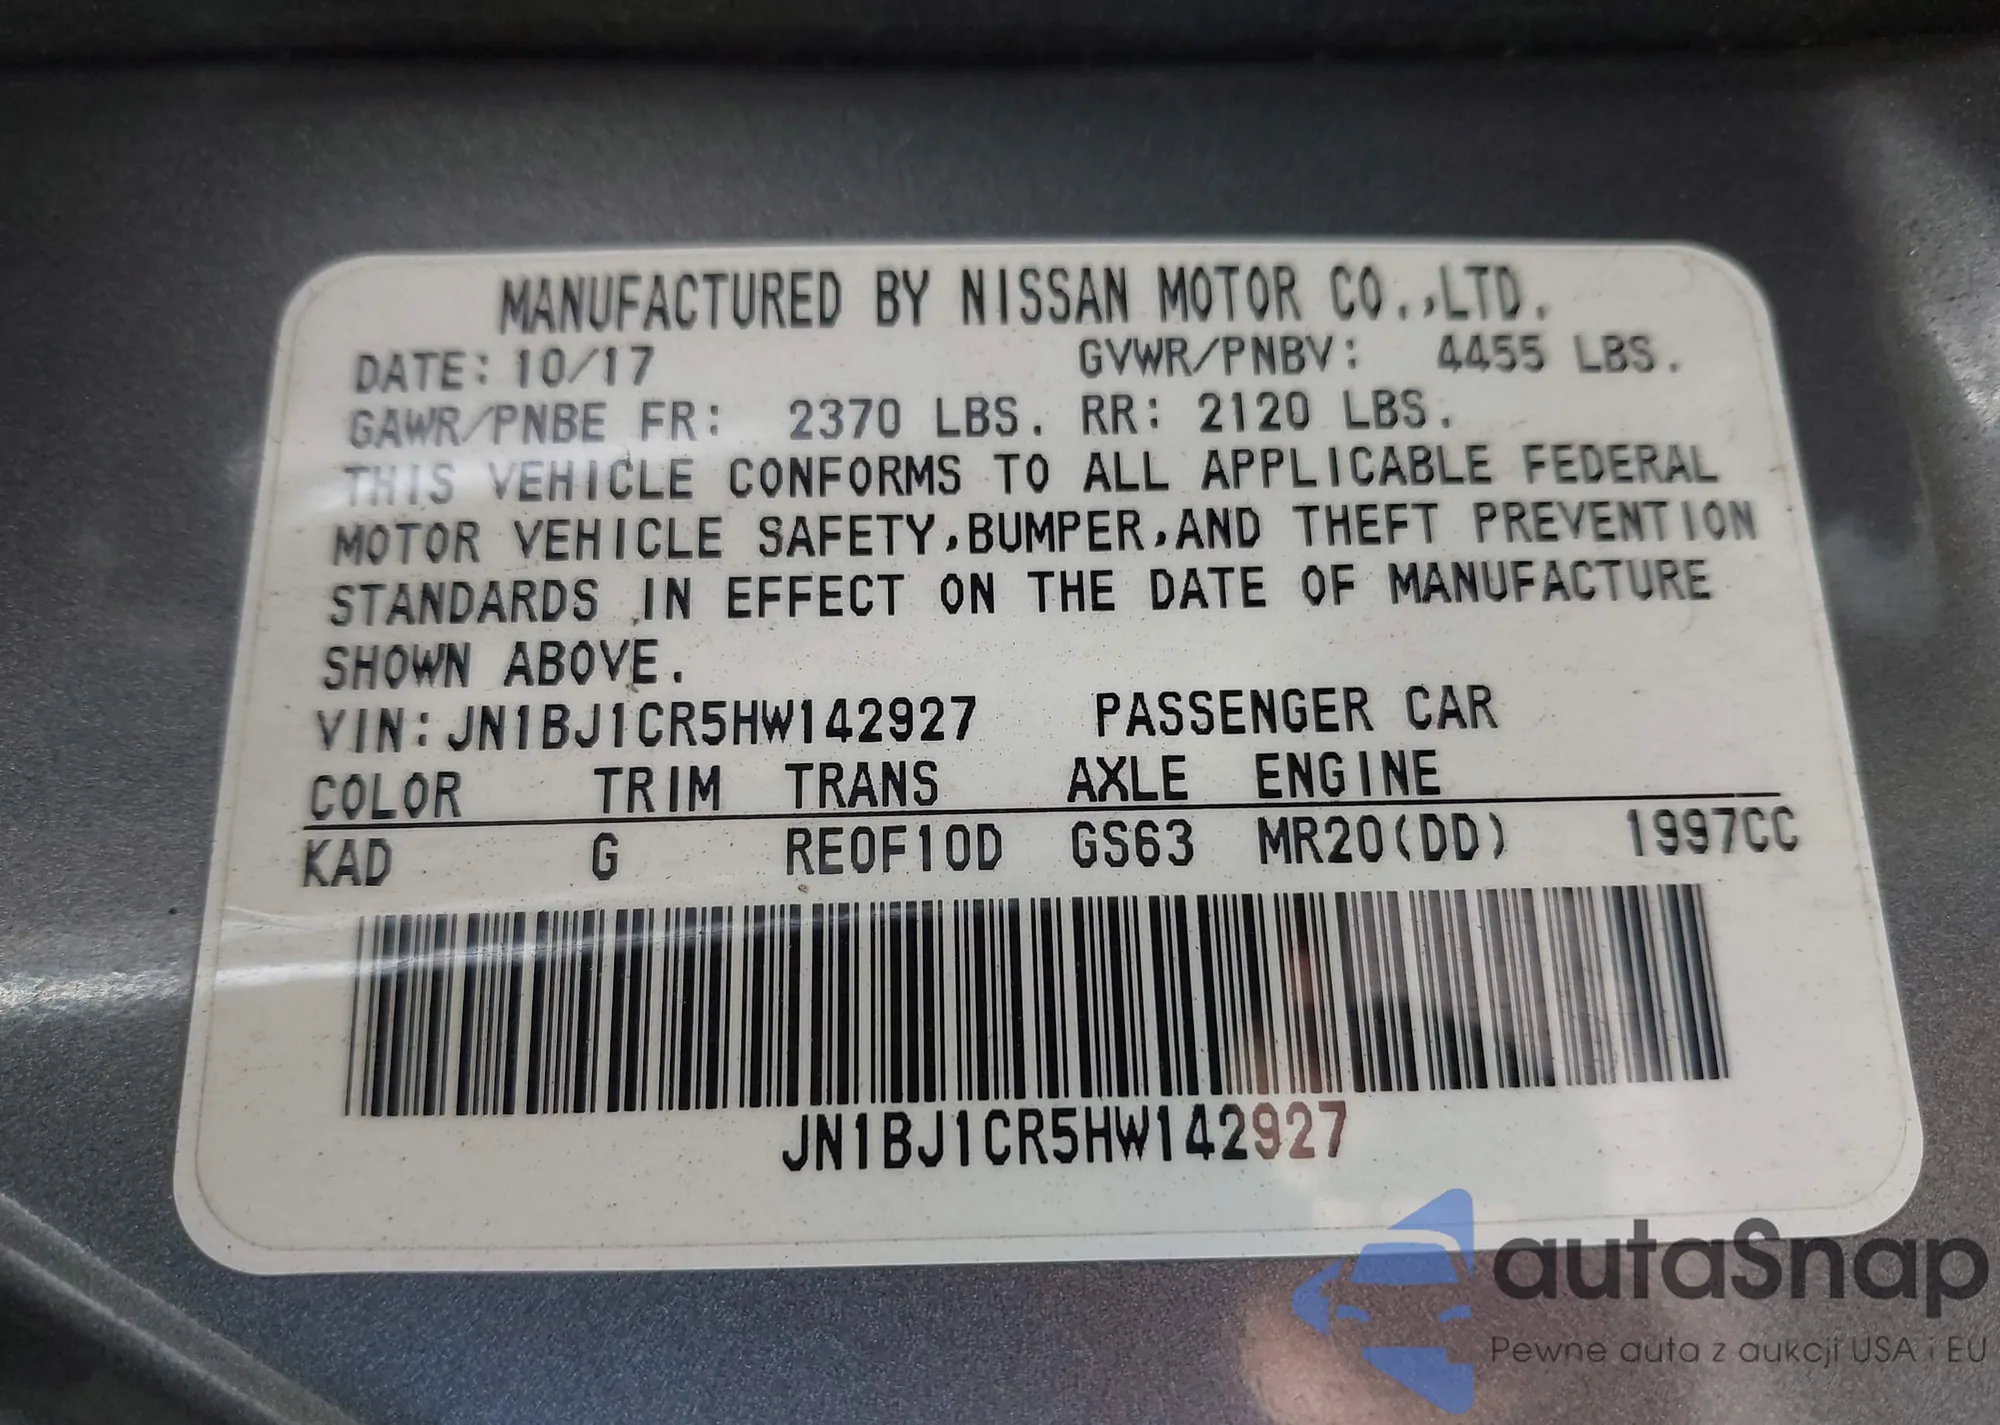 MANUFACTURED BY NISSAN MOTOR CO.,LTD.
DATE: 10/17 GVWR/PNBV: 4455 LBS.
GAWR/PNBE FR: 2370 LBS. RR: 2120 LBS.
THIS VEHICLE CONFORMS TO ALL APPLICABLE FEDERAL
MOTOR VEHICLE SAFETY,BUMPER,AND THEFT PREVENTION
STANDARDS IN EFFECT ON THE DATE OF MANUFACTURE
SHOWN ABOVE.
VIN: JN1BJ1CR5HW142927 PASSENGER CAR
COLOR TRIM TRANS AXLE ENGINE
KAD G RE0F10D GS63 MR20(DD) 1997CC
JN1BJ1CR5HW142927
autaSnap
Pewne auta z aukcji USA i EU